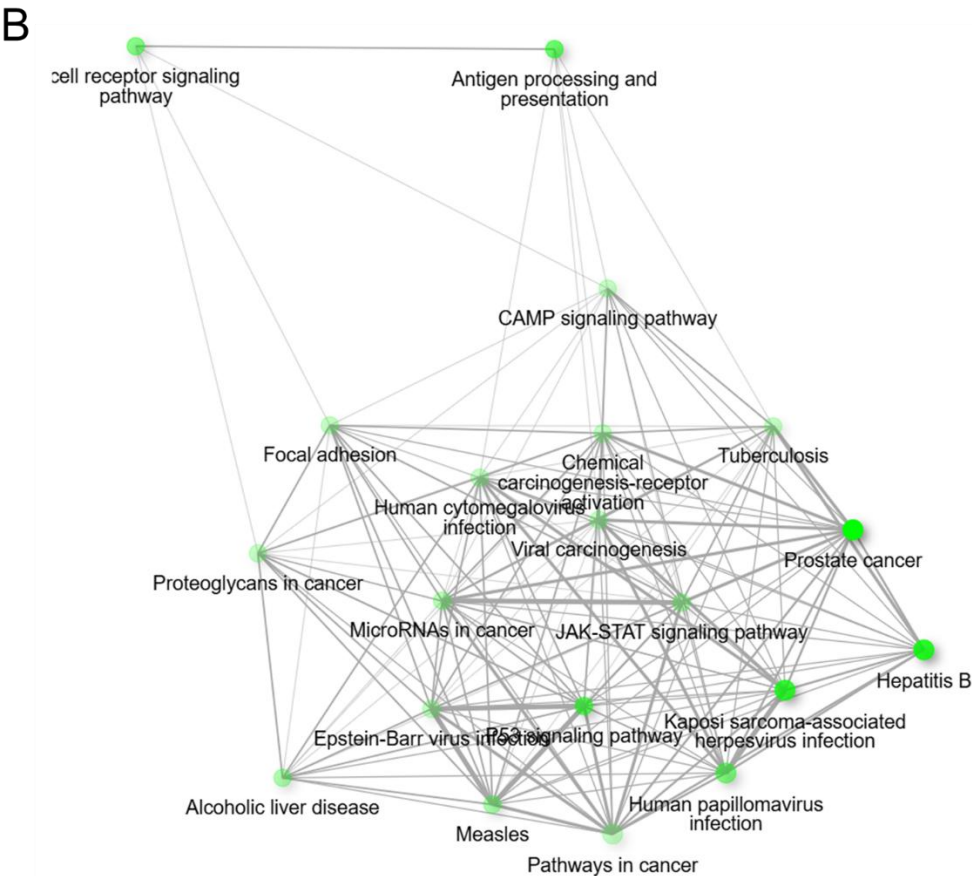 B
cell receptor signaling
pathway
Antigen processing and
presentation
CAMP signaling pathway
Focal adhesion
Tuberculosis
Chemical
carcinogenesis-receptor
activation
Human cytomegalovirus
infection
Viral carcinogenesis
Prostate cancer
Proteoglycans in cancer
MicroRNAs in cancer
JAK-STAT signaling pathway
Hepatitis B
Kaposi sarcoma-associated
herpesvirus infection
Epstein-Barr virus infection
P53 signaling pathway
Alcoholic liver disease
Human papillomavirus
infection
Measles
Pathways in cancer